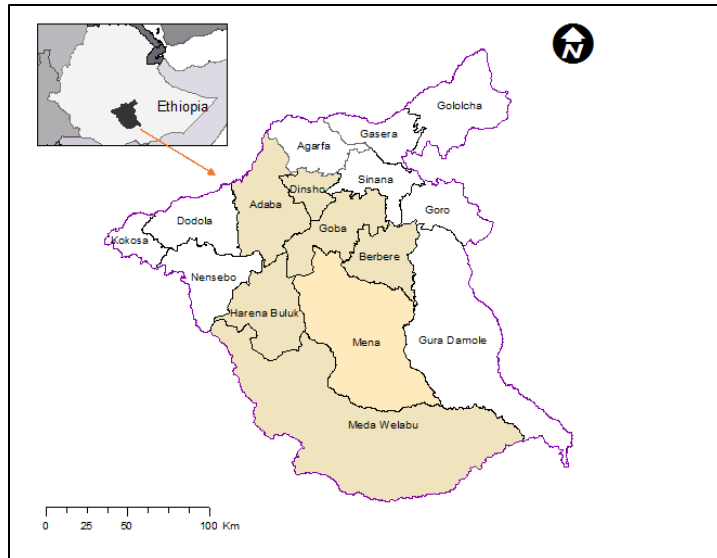 N
Ethiopia
Gololcha
Gasera
Agarfa
Sinana
Dinsho
Adaba
Goro
Dodola
Goba
Kokosa
Berbere
Nensebo
Harena Buluk
Mena
Gura Damole
Meda Welabu
0 25 50 100 Km